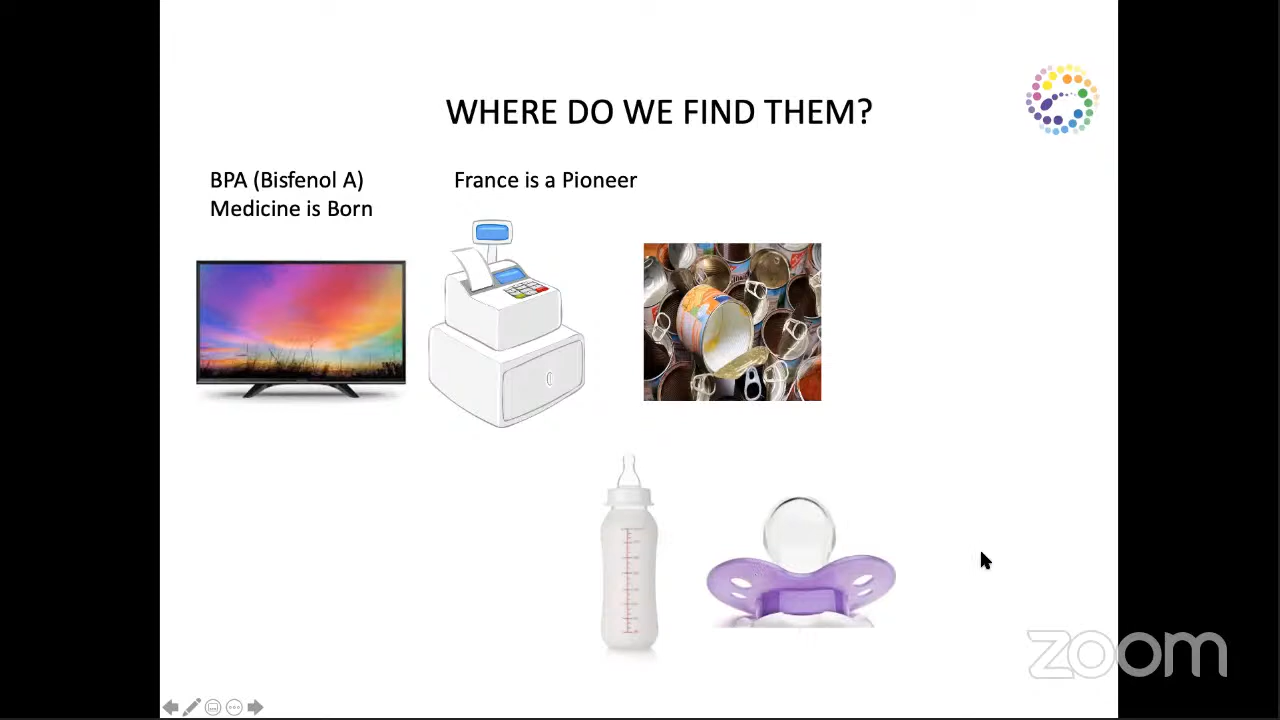 WHERE DO WE FIND THEM?
BPA (Bisfenol A)
Medicine is Born
France is a Pioneer
zoom